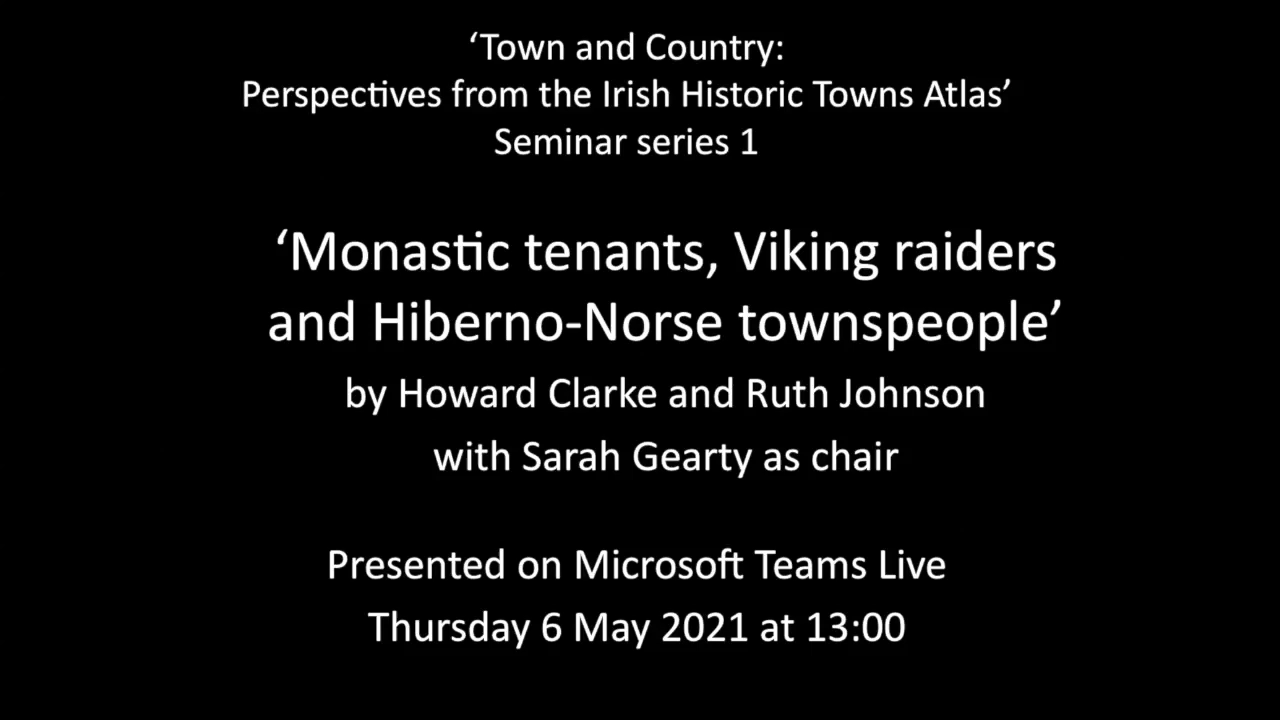 ‘Town and Country:
Perspectives from the Irish Historic Towns Atlas’
Seminar series 1
‘Monastic tenants, Viking raiders
and Hiberno-Norse townspeople’
by Howard Clarke and Ruth Johnson
with Sarah Gearty as chair
Presented on Microsoft Teams Live
Thursday 6 May 2021 at 13:00